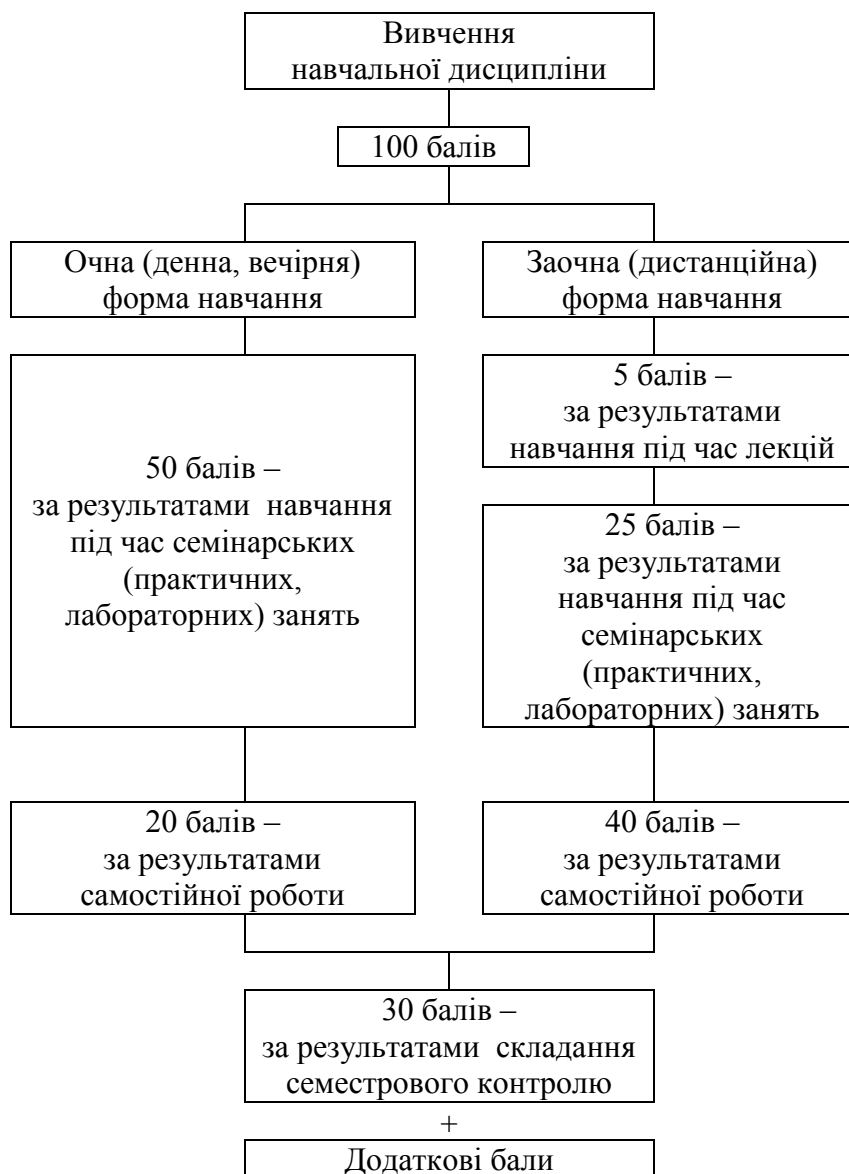 Вивчення
навчальної дисципліни
100 балів
Очна (денна, вечірня)
форма навчання
Заочна (дистанційна)
форма навчання
50 балів –
за результатами навчання
під час семінарських
(практичних,
лабораторних) занять
5 балів –
за результатами
навчання під час лекцій
25 балів –
за результатами
навчання під час
семінарських
(практичних,
лабораторних) занять
20 балів –
за результатами
самостійної роботи
40 балів –
за результатами
самостійної роботи
30 балів –
за результатами складання
семестрового контролю
+
Додаткові бали